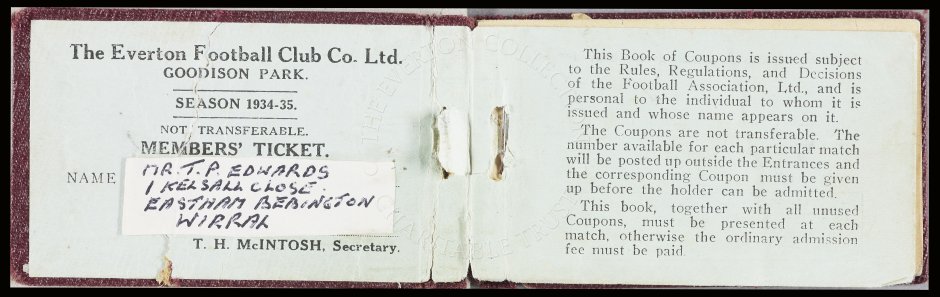 The Everton Football Club Co. Ltd.
GOODISON PARK.
SEASON 1934-35.
NOT TRANSFERABLE.
MEMBERS' TICKET.
NAME
MR. T. P. EDWARDS
1 KELSALL CLOSE.
EASTHAM BEBINGTON
WIRRAL
T. H. McINTOSH, Secretary.
This Book of Coupons is issued subject
to the Rules, Regulations, and Decisions
of the Football Association, Ltd., and is
personal to the individual to whom it is
issued and whose name appears on it.
The Coupons are not transferable. The
number available for each particular match
will be posted up outside the Entrances and
the corresponding Coupon must be given
up before the holder can be admitted.
This book, together with all unused
Coupons, must be presented at each
match, otherwise the ordinary admission
fee must be paid.
THE EVERTON COLLECTION